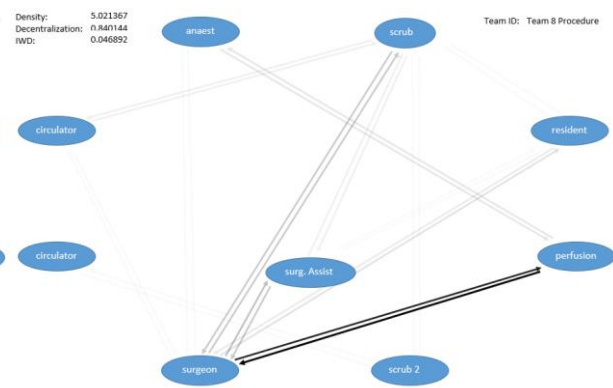 Density: 5.021367
Decentralization: 0.840144
IWD: 0.046892
Team ID: Team 8 Procedure
anaest
scrub
circulator
resident
circulator
surg. Assist
perfusion
surgeon
scrub 2